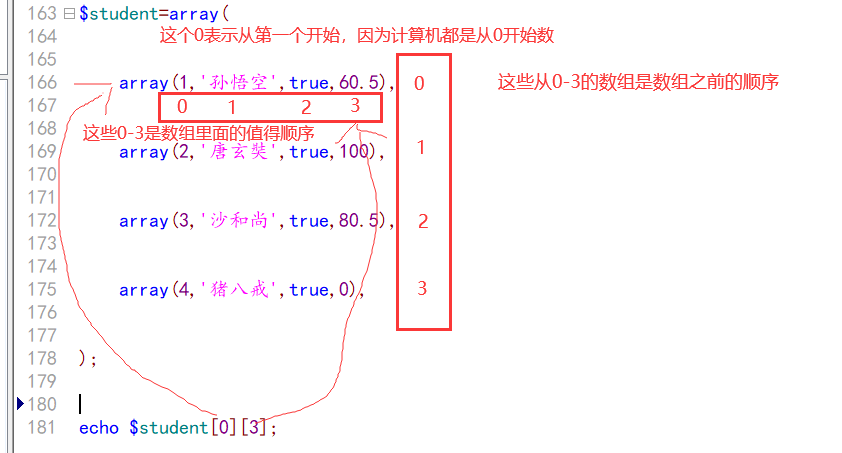 163 $student=array(
164 这个0表示从第一个开始，因为计算机都是从0开始数
165
166 array(1,'孙悟空',true,60.5), 0 这些从0-3的数组是数组之前的顺序
167 0 1 2 3
168 这些0-3是数组里面的值得顺序
169 array(2,'唐玄奘',true,100), 1
170
171
172 array(3,'沙和尚',true,80.5), 2
173
174
175 array(4,'猪八戒',true,0), 3
176
177
178 );
179
180
181 echo $student[0][3];